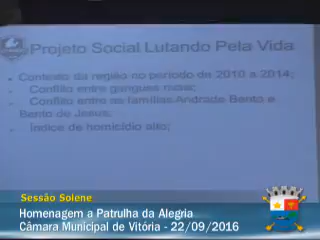 Projeto Social Lutando Pela Vida
Contexto da região no período de 2010 a 2014;
Conflito entre gangues rivais;
Conflito entre as famílias Andrade Bento e
Bento de Jesus;
Índice de homicídio alto;
Sessão Solene
Homenagem a Patrulha da Alegria
Câmara Municipal de Vitória - 22/09/2016